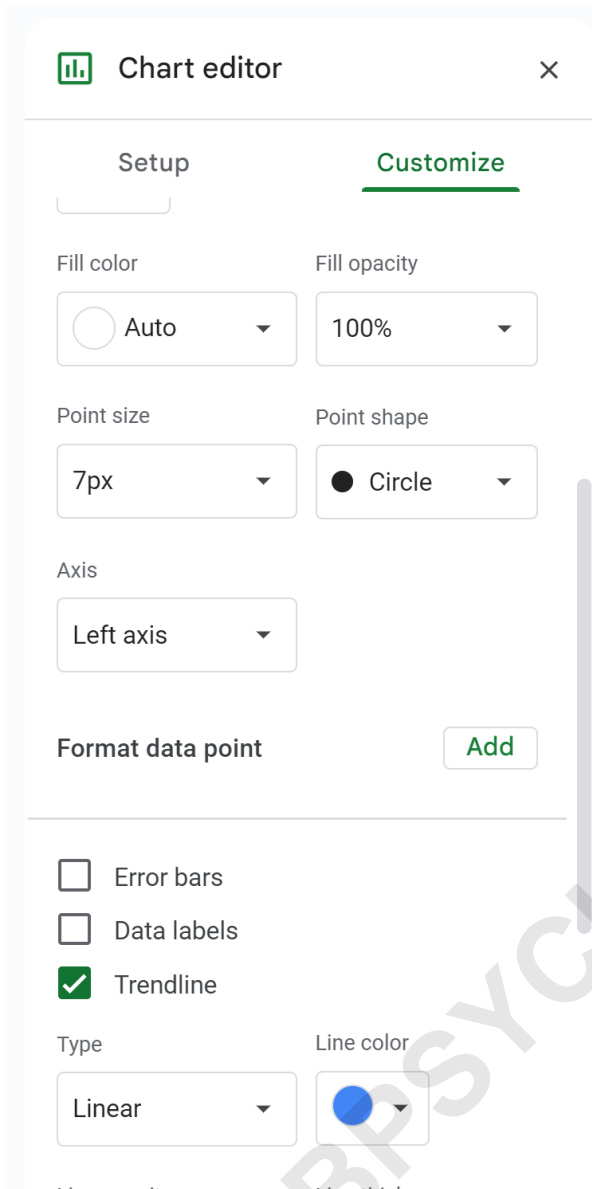 Chart editor
Setup Customize
Fill color Fill opacity
Auto 100%
Point size Point shape
7px Circle
Axis
Left axis
Format data point Add
Error bars
Data labels
Trendline
Type Line color
Linear